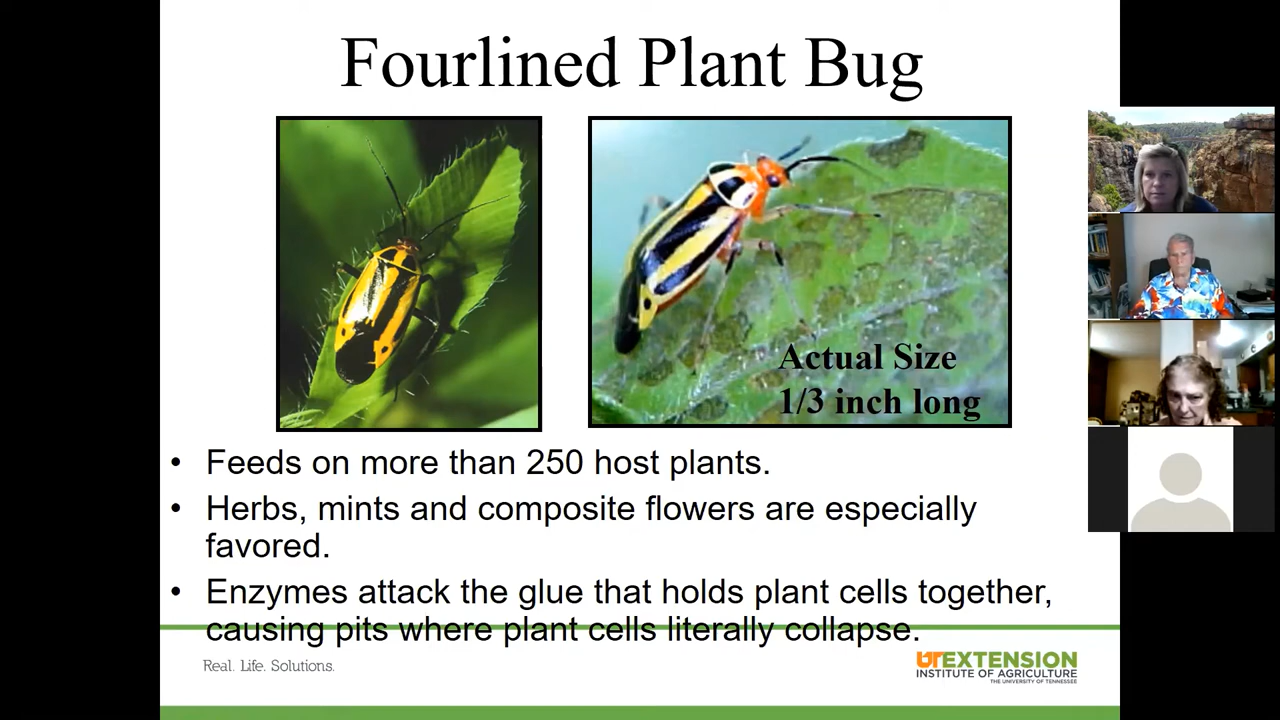 Fourlined Plant Bug
Actual Size
1/3 inch long
• Feeds on more than 250 host plants.
• Herbs, mints and composite flowers are especially
favored.
• Enzymes attack the glue that holds plant cells together,
causing pits where plant cells literally collapse.
Real. Life. Solutions.
UTEXTENSION
INSTITUTE OF AGRICULTURE
THE UNIVERSITY OF TENNESSEE